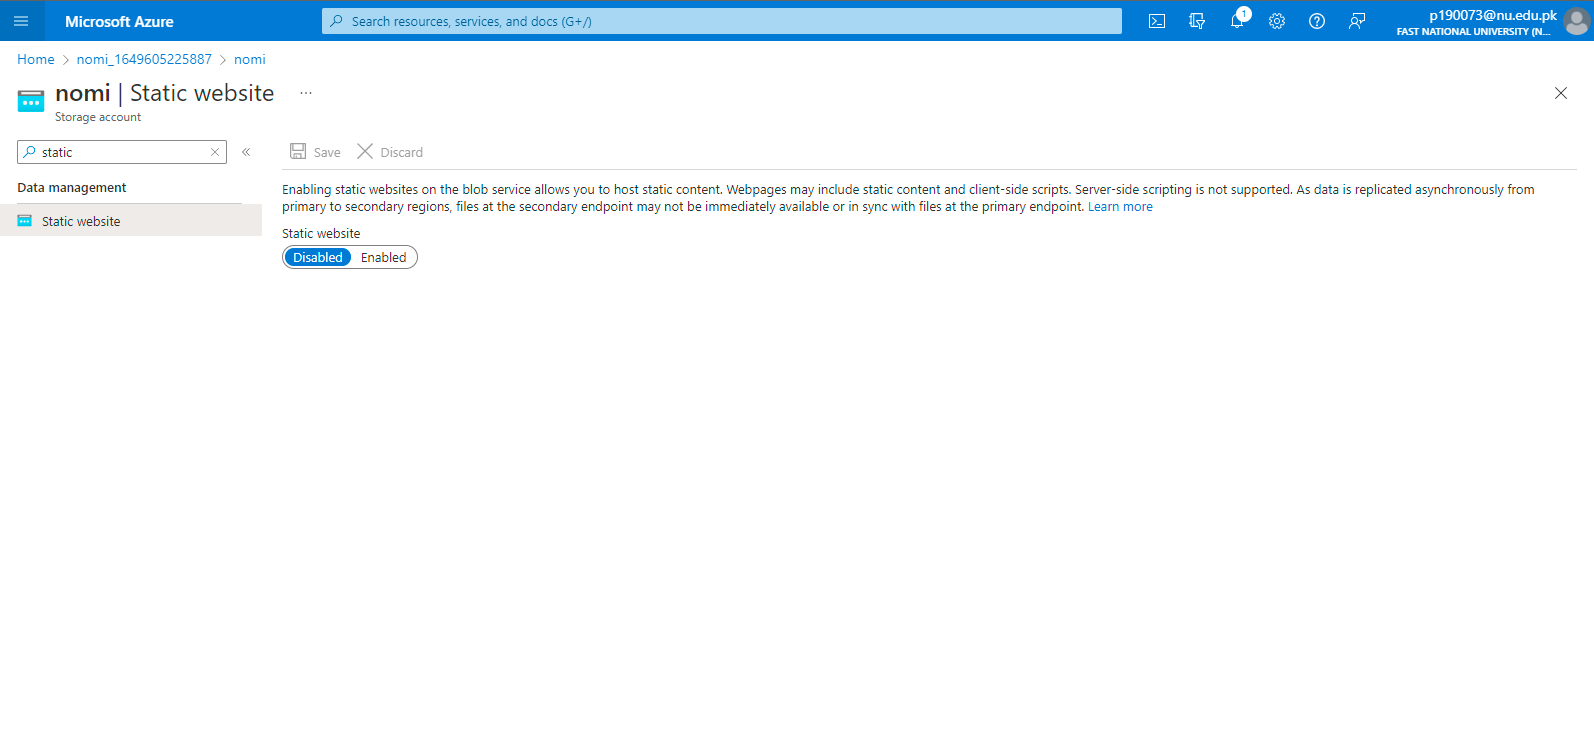 Microsoft Azure
Search resources, services, and docs (G+/)
1
p190073@nu.edu.pk
FAST NATIONAL UNIVERSITY (N...
Home > nomi_1649605225887 > nomi
nomi | Static website ...
Storage account
static
Save Discard
Data management
Static website
Enabling static websites on the blob service allows you to host static content. Webpages may include static content and client-side scripts. Server-side scripting is not supported. As data is replicated asynchronously from
primary to secondary regions, files at the secondary endpoint may not be immediately available or in sync with files at the primary endpoint. Learn more
Static website
Disabled Enabled